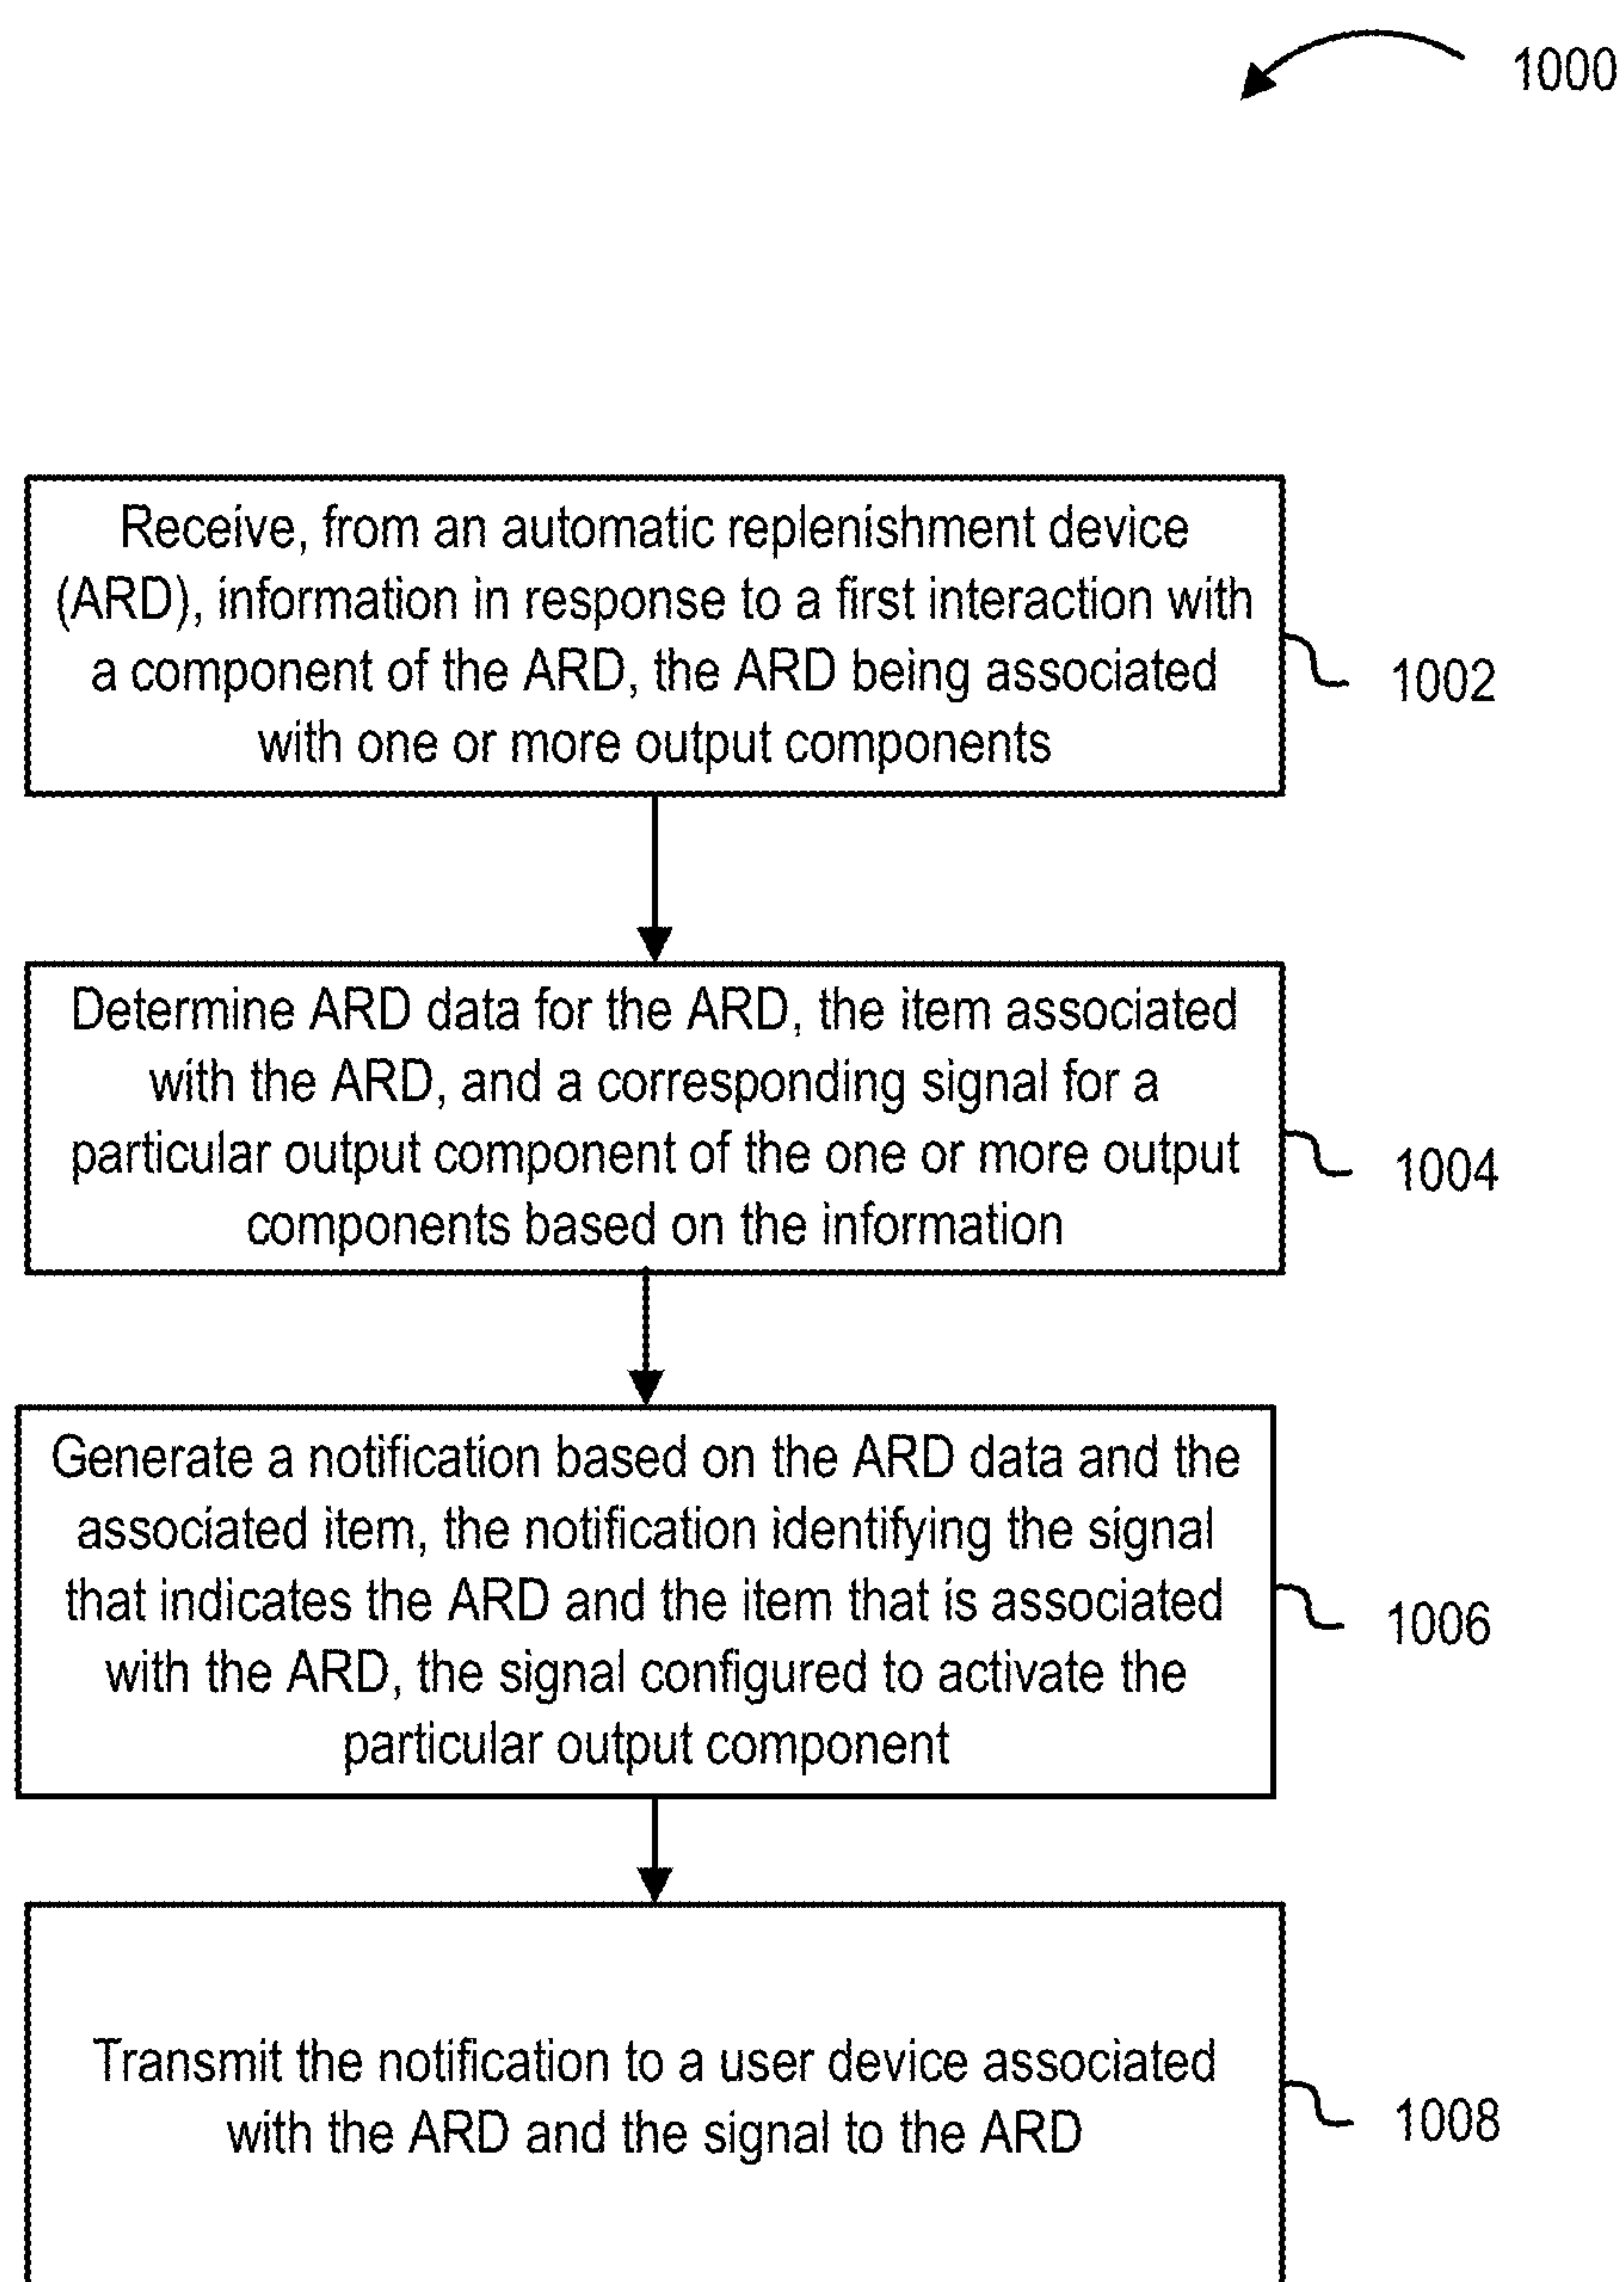 1000
Receive, from an automatic replenishment device
(ARD), information in response to a first interaction with
a component of the ARD, the ARD being associated
with one or more output components
1002
Determine ARD data for the ARD, the item associated
with the ARD, and a corresponding signal for a
particular output component of the one or more output
components based on the information
1004
Generate a notification based on the ARD data and the
associated item, the notification identifying the signal
that indicates the ARD and the item that is associated
with the ARD, the signal configured to activate the
particular output component
1006
Transmit the notification to a user device associated
with the ARD and the signal to the ARD
1008